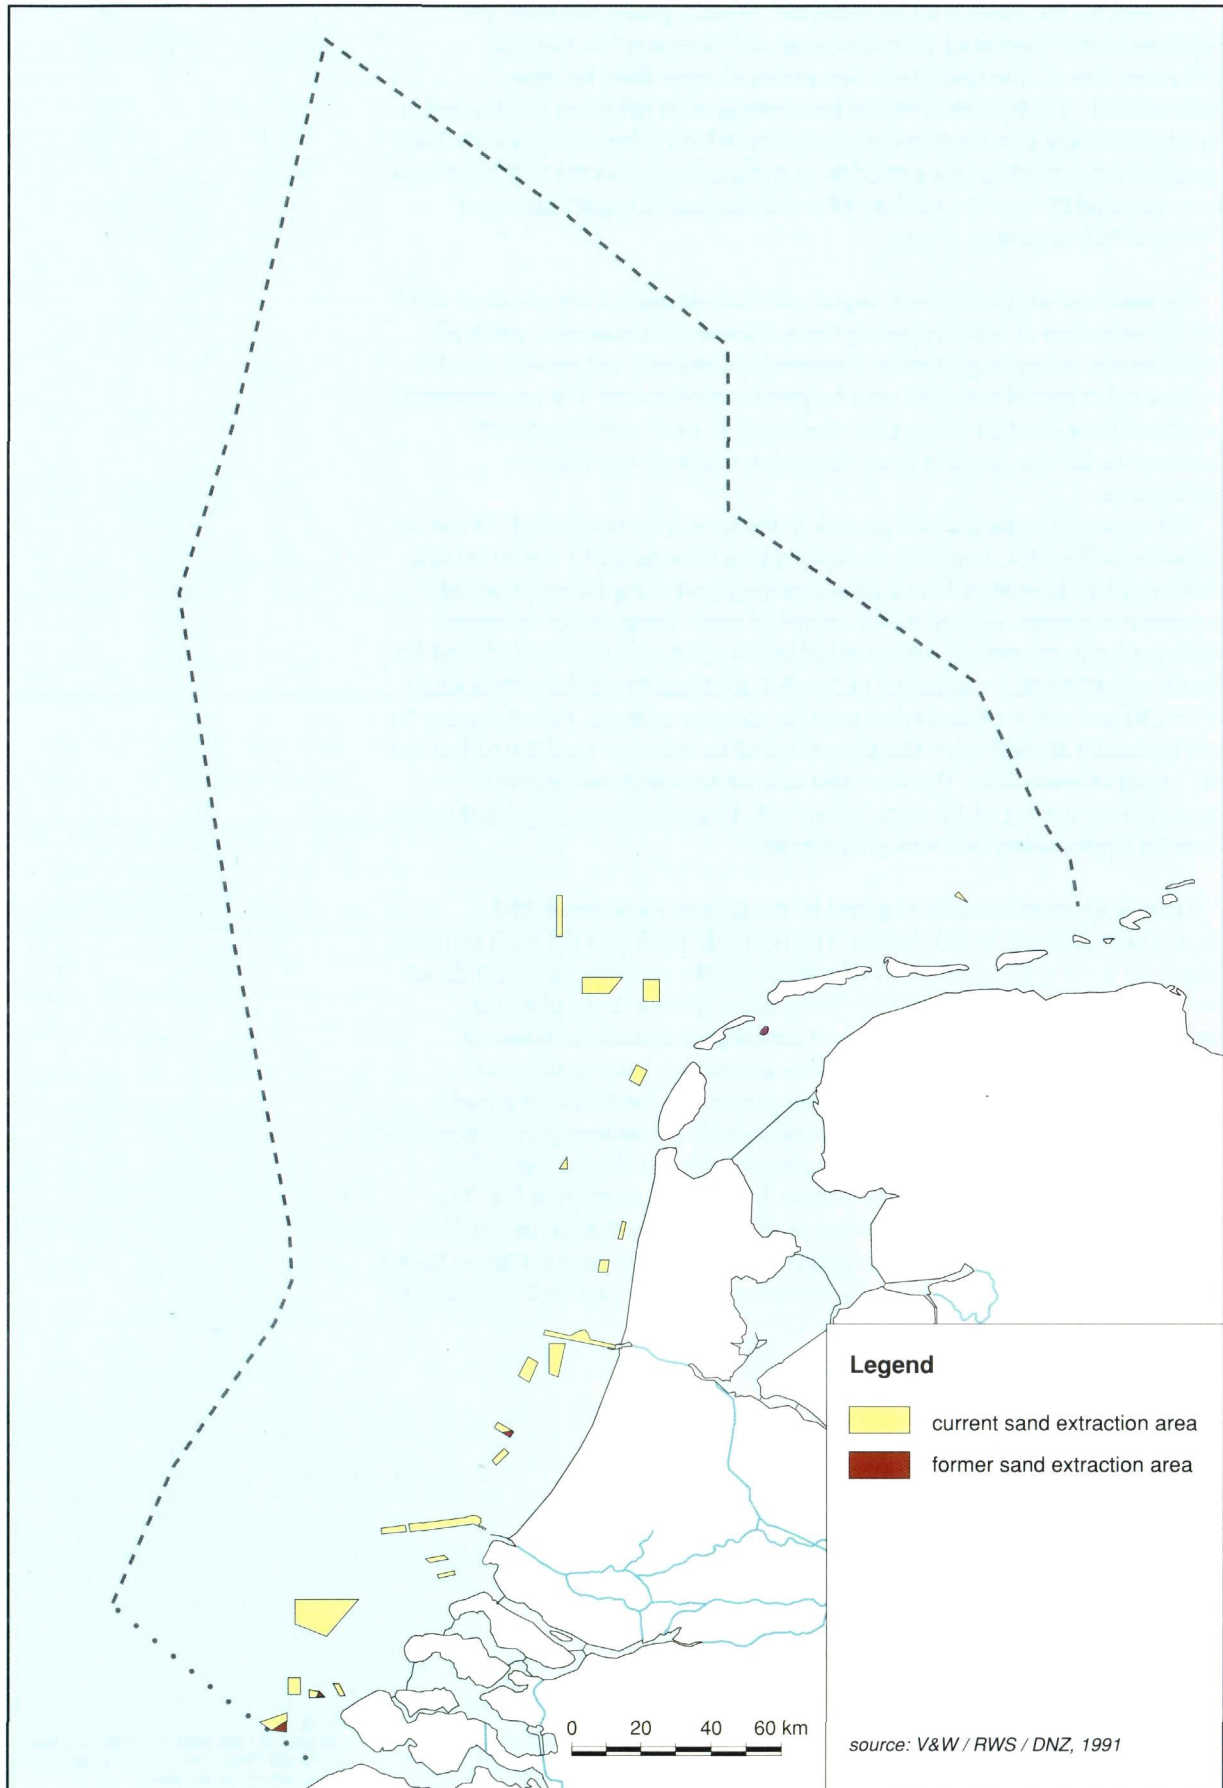 Legend
current sand extraction area
former sand extraction area
0 20 40 60 km
source: V&W / RWS / DNZ, 1991